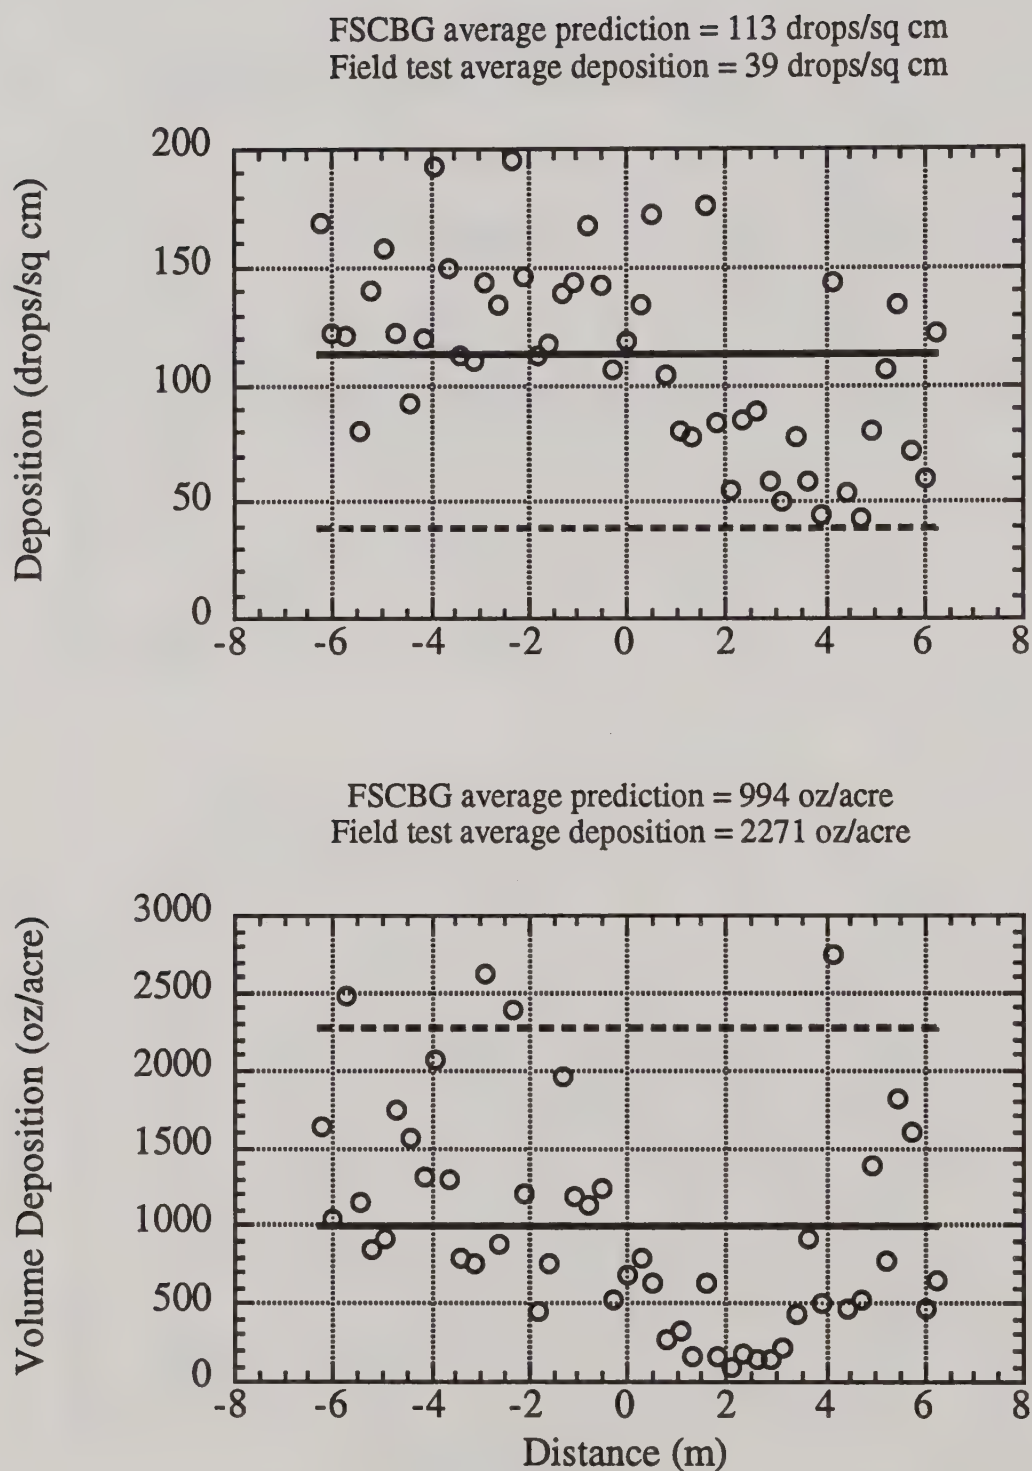 FSCBG average prediction = 113 drops/sq cm
Field test average deposition = 39 drops/sq cm
Deposition (drops/sq cm)
200
150
100
50
0
-8 -6 -4 -2 0 2 4 6 8
FSCBG average prediction = 994 oz/acre
Field test average deposition = 2271 oz/acre
Volume Deposition (oz/acre)
3000
2500
2000
1500
1000
500
0
-8 -6 -4 -2 0 2 4 6 8
Distance (m)